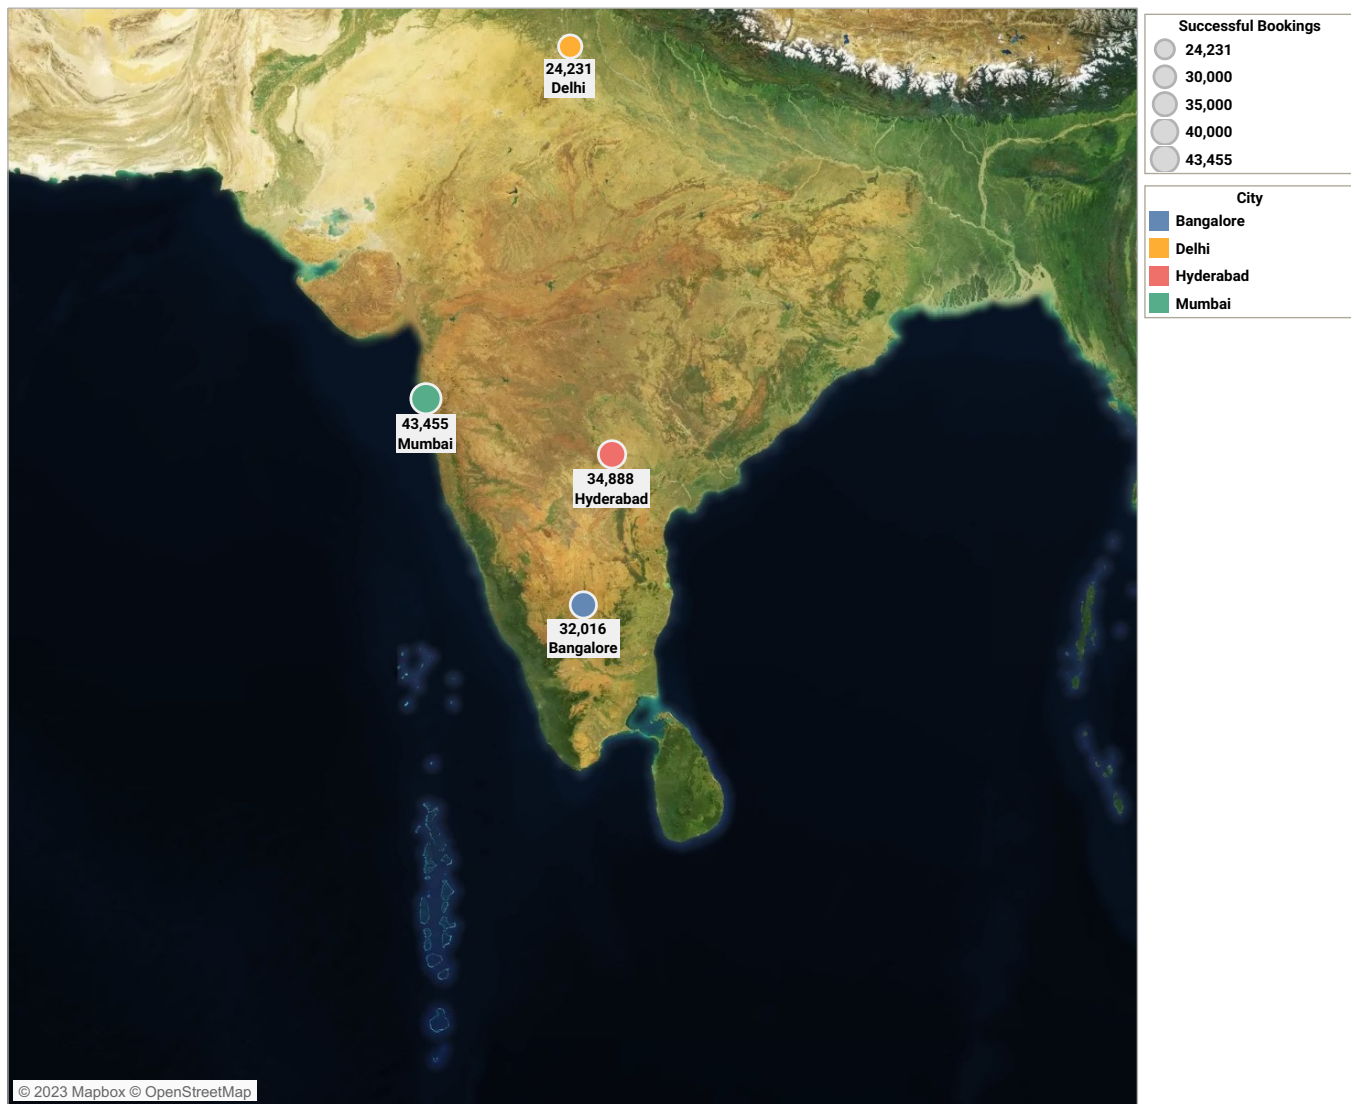 24,231
Delhi
43,455
Mumbai
34,888
Hyderabad
32,016
Bangalore
© 2023 Mapbox © OpenStreetMap
Successful Bookings
24,231
30,000
35,000
40,000
43,455
City
Bangalore
Delhi
Hyderabad
Mumbai